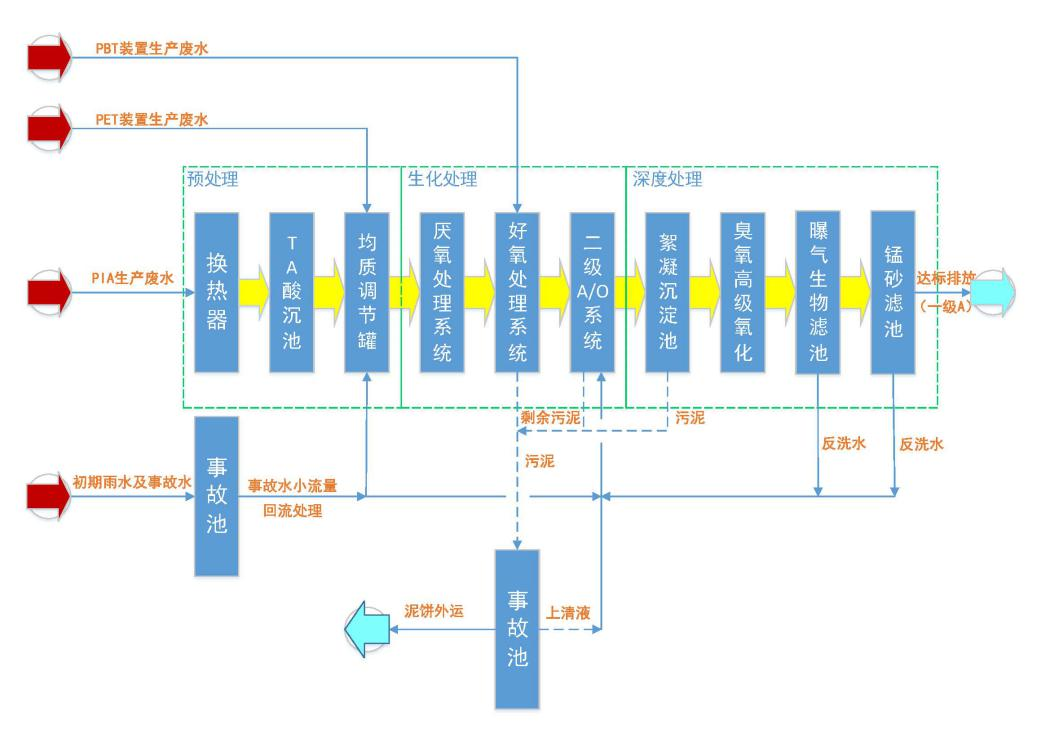 PBT装置生产废水
PET装置生产废水
预处理
生化处理
深度处理
PIA生产废水
换热器
TA酸沉池
均质调节罐
厌氧处理系统
好氧处理系统
二级A/O系统
絮凝沉淀池
臭氧高级氧化
曝气生物滤池
锰砂滤池
达标排放
（一级A）
剩余污泥
污泥
污泥
反洗水
反洗水
初期雨水及事故水
事故池
事故水小流量
回流处理
泥饼外运
事故池
上清液